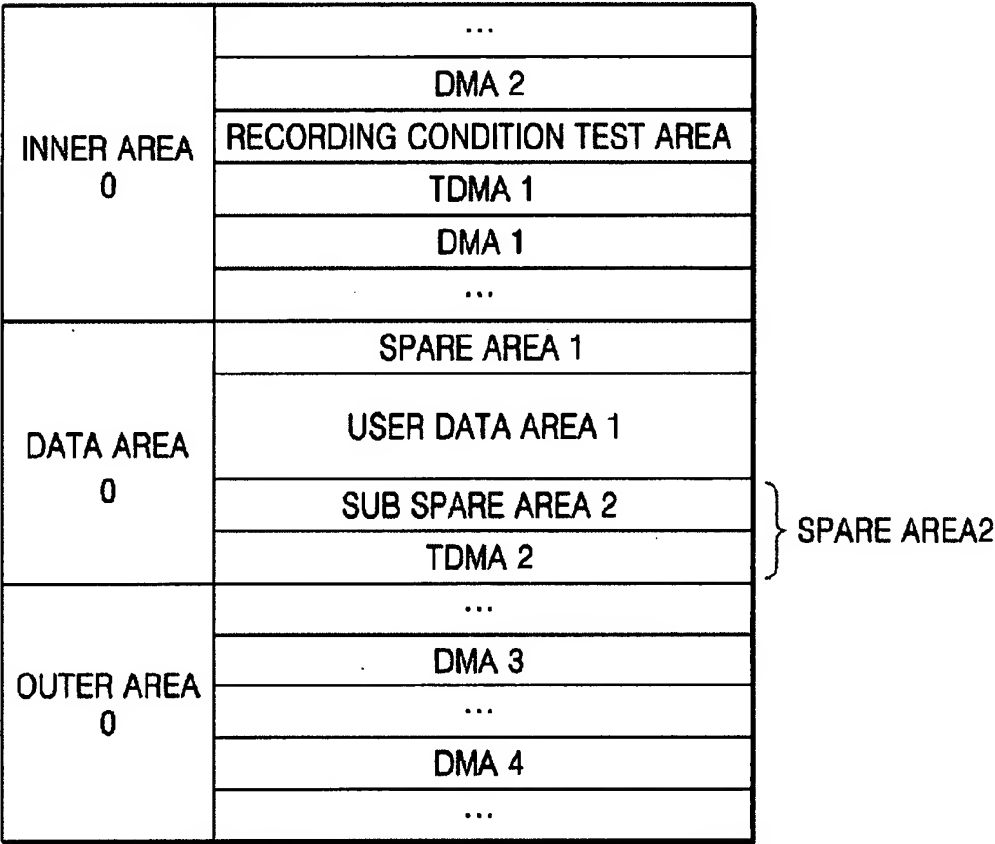 INNER AREA
0
...
DMA 2
RECORDING CONDITION TEST AREA
TDMA 1
DMA 1
...
DATA AREA
0
SPARE AREA 1
USER DATA AREA 1
SUB SPARE AREA 2
TDMA 2
SPARE AREA2
OUTER AREA
0
...
DMA 3
...
DMA 4
...